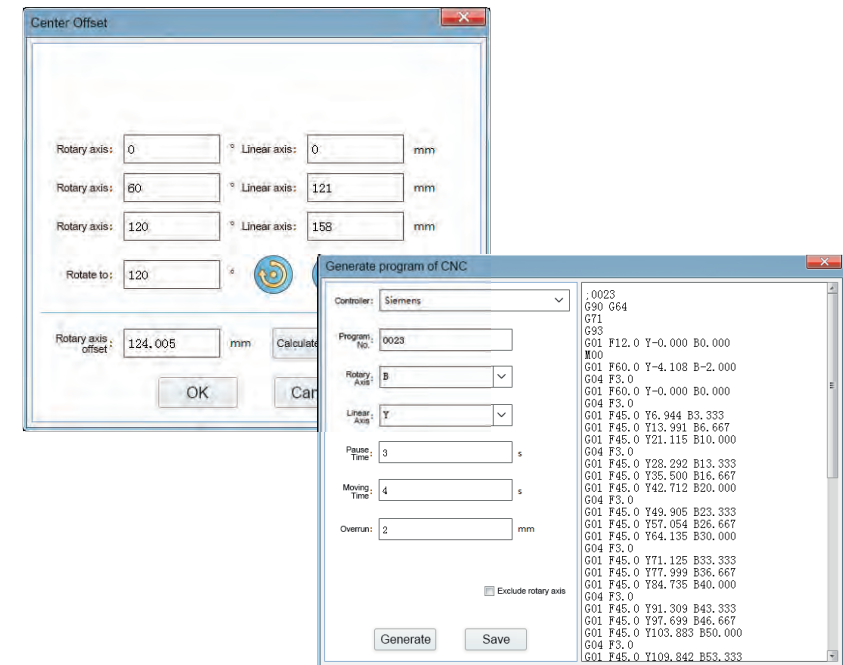 Center Offset
Rotary axis: 0 ° Linear axis: 0 mm
Rotary axis: 60 ° Linear axis: 121 mm
Rotary axis: 120 ° Linear axis: 158 mm
Rotate to: 120 °
Rotary axis offset: 124.005 mm Calculate
OK Can
Generate program of CNC
Controller: Siemens
Program No.: 0023
Rotary Axis: B
Linear Axis: Y
Pause Time: 3 s
Moving Time: 4 s
Overrun: 2 mm
Exclude rotary axis
Generate Save
;0023
G90 G64
G71
G93
G01 F12.0 Y-0.000 B0.000
M00
G01 F60.0 Y-4.108 B-2.000
G04 F3.0
G01 F60.0 Y-0.000 B0.000
G04 F3.0
G01 F45.0 Y6.944 B3.333
G01 F45.0 Y13.991 B6.667
G01 F45.0 Y21.115 B10.000
G04 F3.0
G01 F45.0 Y28.292 B13.333
G01 F45.0 Y35.500 B16.667
G01 F45.0 Y42.712 B20.000
G04 F3.0
G01 F45.0 Y49.905 B23.333
G01 F45.0 Y57.054 B26.667
G01 F45.0 Y64.135 B30.000
G04 F3.0
G01 F45.0 Y71.125 B33.333
G01 F45.0 Y77.999 B36.667
G01 F45.0 Y84.735 B40.000
G04 F3.0
G01 F45.0 Y91.309 B43.333
G01 F45.0 Y97.699 B46.667
G01 F45.0 Y103.883 B50.000
G04 F3.0
G01 F45.0 Y109.842 B53.333